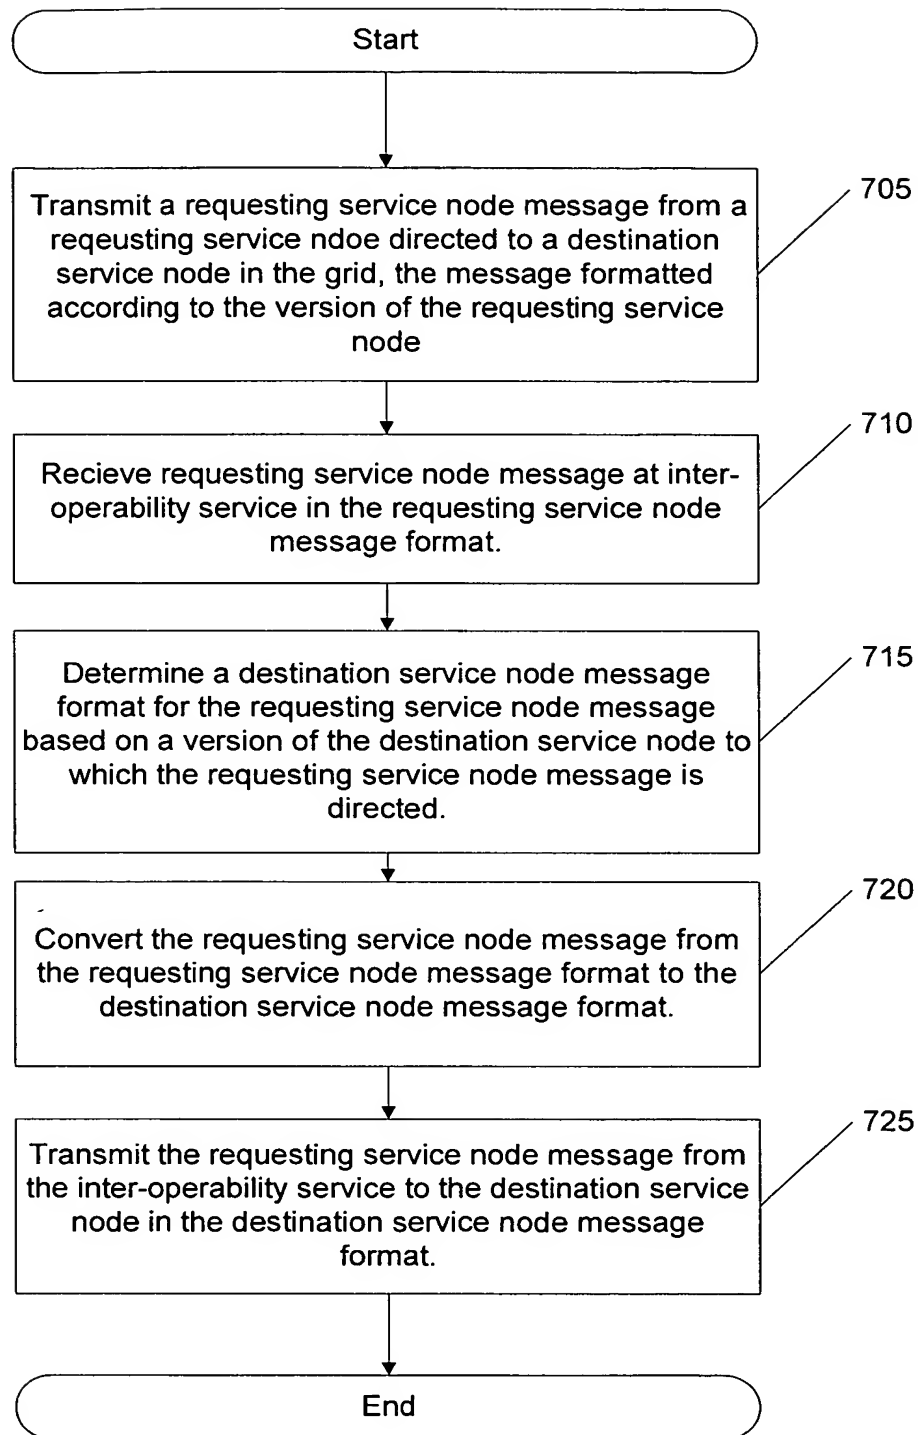 Start
Transmit a requesting service node message from a
reqeusting service ndoe directed to a destination
service node in the grid, the message formatted
according to the version of the requesting service
node
705
Recieve requesting service node message at inter-
operability service in the requesting service node
message format.
710
Determine a destination service node message
format for the requesting service node message
based on a version of the destination service node to
which the requesting service node message is
directed.
715
Convert the requesting service node message from
the requesting service node message format to the
destination service node message format.
720
Transmit the requesting service node message from
the inter-operability service to the destination service
node in the destination service node message
format.
725
End